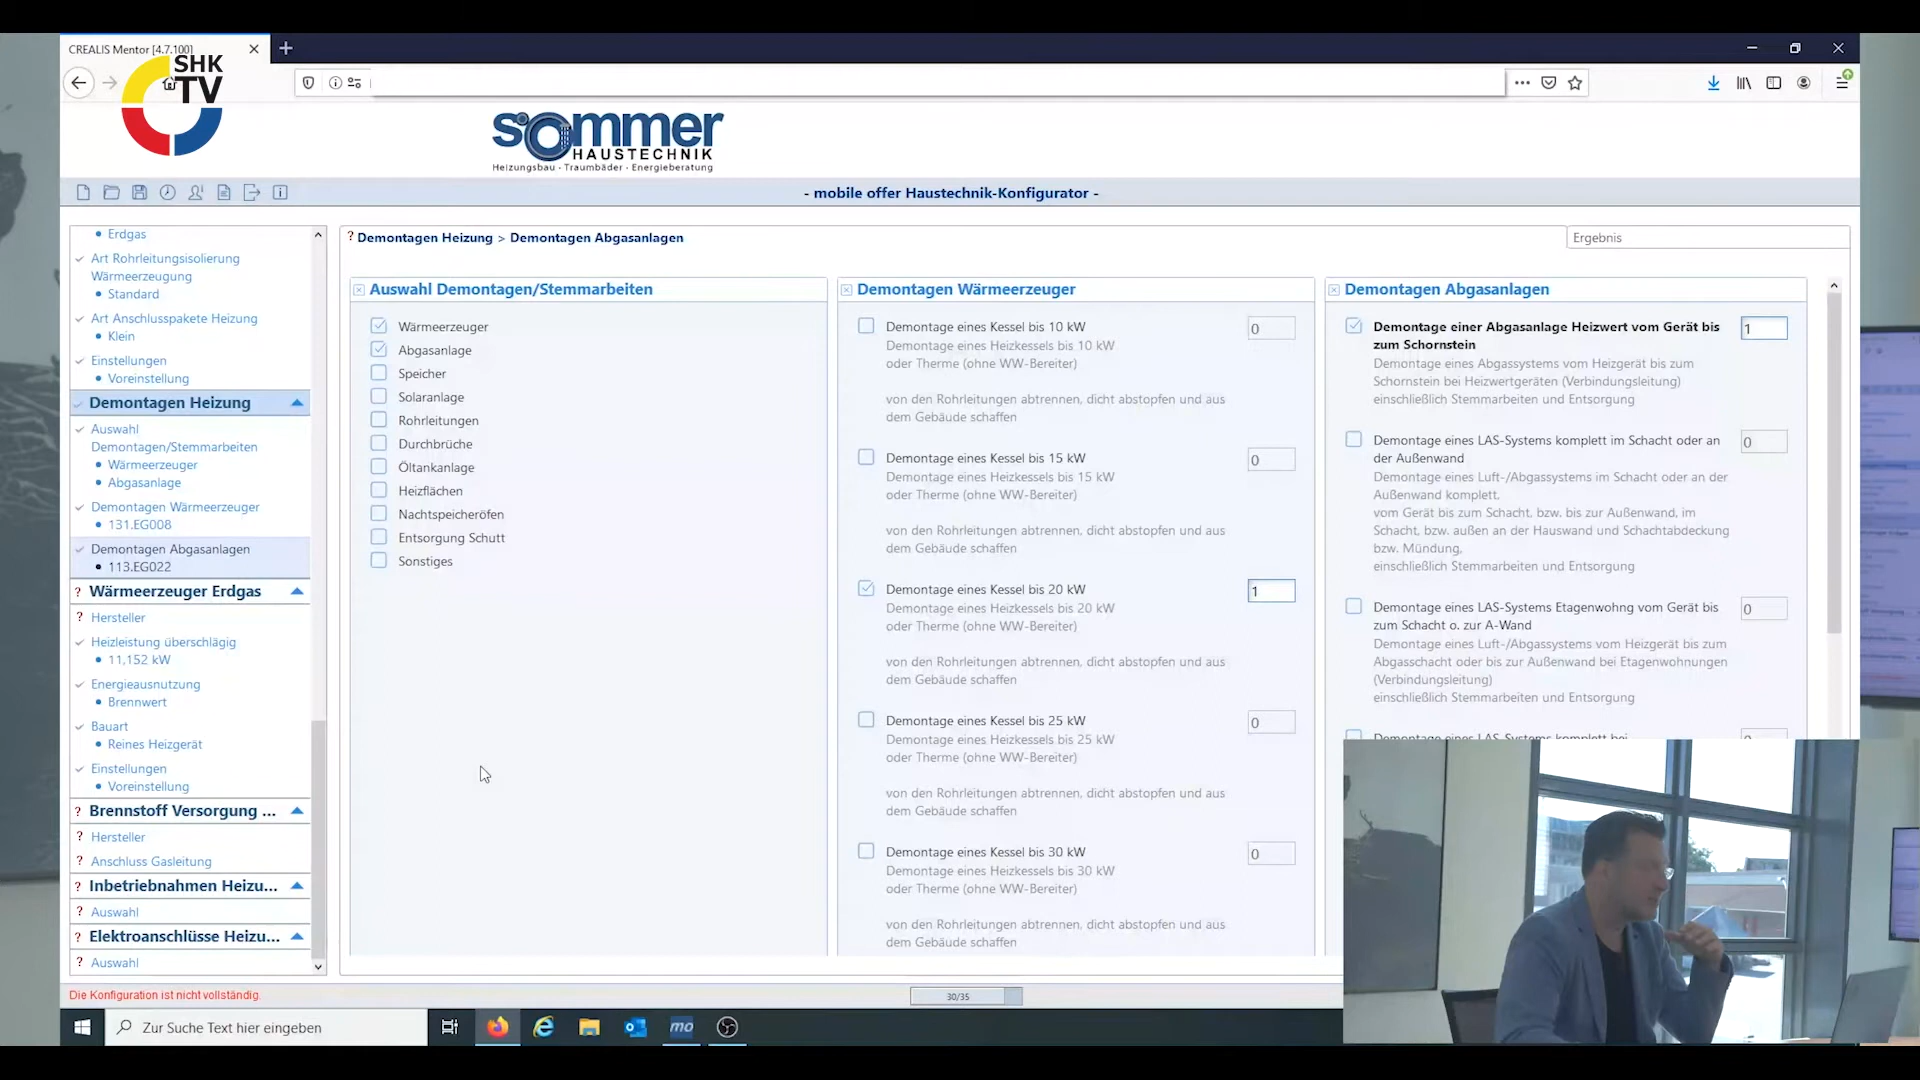 CREALIS Mentor [4.7.100]
SHK
TV
sommer
HAUSTECHNIK
Heizungsbau · Traumbäder · Energieberatung
- mobile offer Haustechnik-Konfigurator -
Erdgas
Art Rohrleitungsisolierung
Wärmeerzeugung
Standard
Art Anschlusspakete Heizung
Klein
Einstellungen
Voreinstellung
Demontagen Heizung
Auswahl
Demontagen/Stemmarbeiten
Wärmeerzeuger
Abgasanlage
Demontagen Wärmeerzeuger
131.EG008
Demontagen Abgasanlagen
113.EG022
? Wärmeerzeuger Erdgas
? Hersteller
Heizleistung überschlägig
11,152 kW
Energieausnutzung
Brennwert
Bauart
Reines Heizgerät
Einstellungen
Voreinstellung
? Brennstoff Versorgung ...
? Hersteller
? Anschluss Gasleitung
? Inbetriebnahmen Heizu...
? Auswahl
? Elektroanschlüsse Heizu...
? Auswahl
? Demontagen Heizung > Demontagen Abgasanlagen
Ergebnis
Auswahl Demontagen/Stemmarbeiten
Wärmeerzeuger
Abgasanlage
Speicher
Solaranlage
Rohrleitungen
Durchbrüche
Öltankanlage
Heizflächen
Nachtspeicheröfen
Entsorgung Schutt
Sonstiges
Demontagen Wärmeerzeuger
Demontage eines Kessel bis 10 kW 0
Demontage eines Heizkessels bis 10 kW
oder Therme (ohne WW-Bereiter)
von den Rohrleitungen abtrennen, dicht abstopfen und aus
dem Gebäude schaffen
Demontage eines Kessel bis 15 kW 0
Demontage eines Heizkessels bis 15 kW
oder Therme (ohne WW-Bereiter)
von den Rohrleitungen abtrennen, dicht abstopfen und aus
dem Gebäude schaffen
Demontage eines Kessel bis 20 kW 1
Demontage eines Heizkessels bis 20 kW
oder Therme (ohne WW-Bereiter)
von den Rohrleitungen abtrennen, dicht abstopfen und aus
dem Gebäude schaffen
Demontage eines Kessel bis 25 kW 0
Demontage eines Heizkessels bis 25 kW
oder Therme (ohne WW-Bereiter)
von den Rohrleitungen abtrennen, dicht abstopfen und aus
dem Gebäude schaffen
Demontage eines Kessel bis 30 kW 0
Demontage eines Heizkessels bis 30 kW
oder Therme (ohne WW-Bereiter)
von den Rohrleitungen abtrennen, dicht abstopfen und aus
dem Gebäude schaffen
Demontagen Abgasanlagen
Demontage einer Abgasanlage Heizwert vom Gerät bis 1
zum Schornstein
Demontage eines Abgassystems vom Heizgerät bis zum
Schornstein bei Heizwertgeräten (Verbindungsleitung)
einschließlich Stemmarbeiten und Entsorgung
Demontage eines LAS-Systems komplett im Schacht oder an 0
der Außenwand
Demontage eines Luft-/Abgassystems im Schacht oder an der
Außenwand komplett,
vom Gerät bis zum Schacht, bzw. bis zur Außenwand, im
Schacht, bzw. außen an der Hauswand und Schachtabdeckung
bzw. Mündung,
einschließlich Stemmarbeiten und Entsorgung
Demontage eines LAS-Systems Etagenwohng vom Gerät bis 0
zum Schacht o. zur A-Wand
Demontage eines Luft-/Abgassystems vom Heizgerät bis zum
Abgasschacht oder bis zur Außenwand bei Etagenwohnungen
(Verbindungsleitung)
einschließlich Stemmarbeiten und Entsorgung
Demontage eines LAS-Systems komplett bei
Die Konfiguration ist nicht vollständig.
30/35
Zur Suche Text hier eingeben
mo